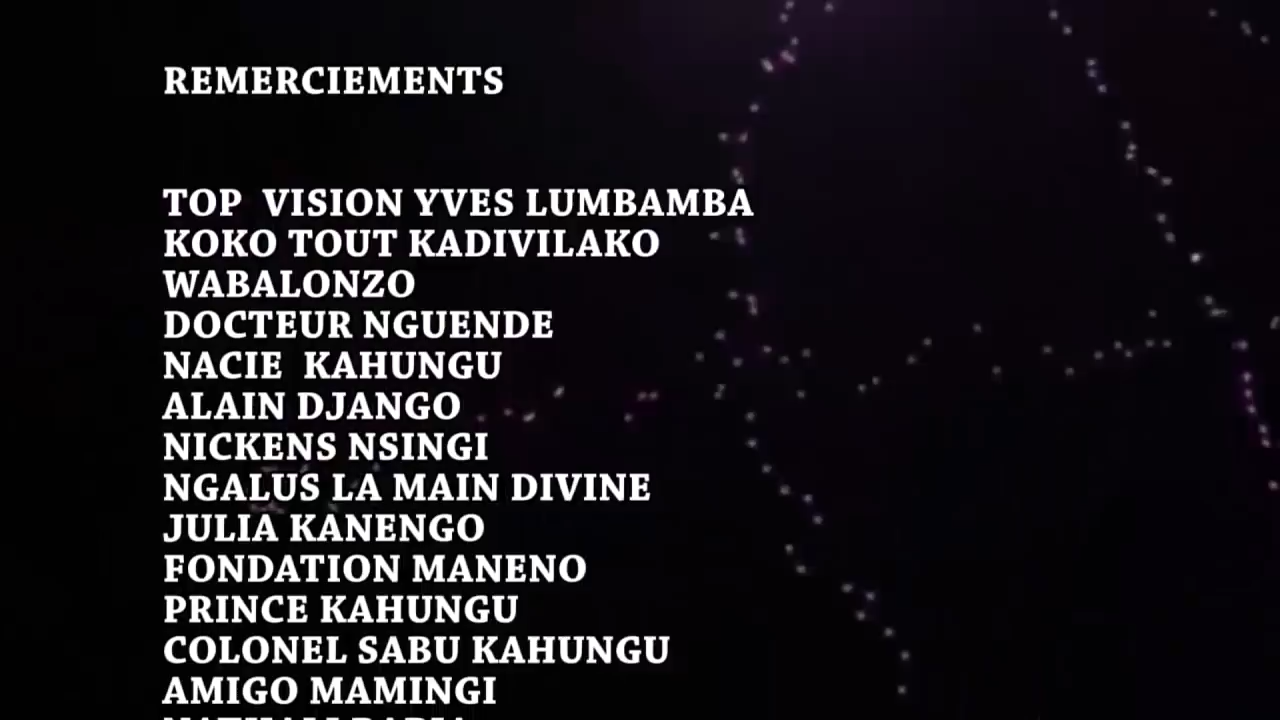 REMERCIEMENTS
TOP VISION YVES LUMBAMBA
KOKO TOUT KADIVILAKO
WABALONZO
DOCTEUR NGUENDE
NACIE KAHUNGU
ALAIN DJANGO
NICKENS NSINGI
NGALUS LA MAIN DIVINE
JULIA KANENGO
FONDATION MANENO
PRINCE KAHUNGU
COLONEL SABU KAHUNGU
AMIGO MAMINGI